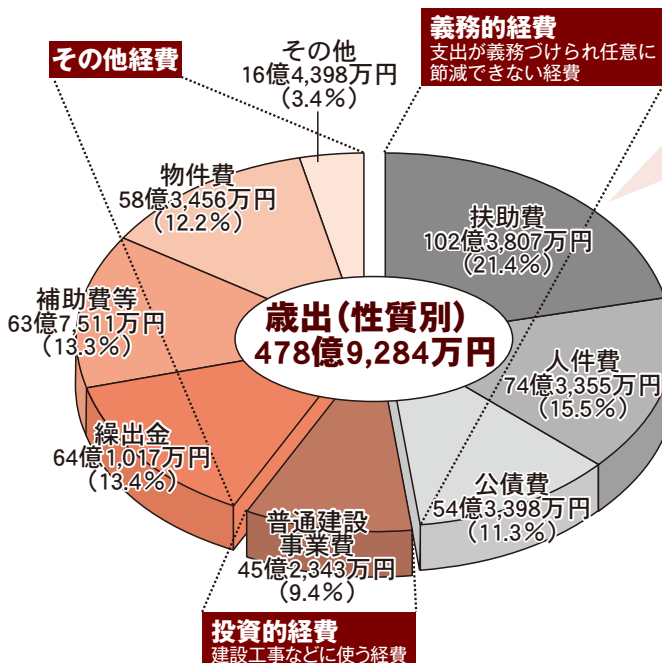 義務的経費
支出が義務づけられ任意に
節減できない経費
その他経費
その他
16億4,398万円
(3.4%)
物件費
58億3,456万円
(12.2%)
扶助費
102億3,807万円
(21.4%)
補助費等
63億7,511万円
(13.3%)
歳出(性質別)
478億9,284万円
人件費
74億3,355万円
(15.5%)
繰出金
64億1,017万円
(13.4%)
公債費
54億3,398万円
(11.3%)
普通建設
事業費
45億2,343万円
(9.4%)
投資的経費
建設工事などに使う経費